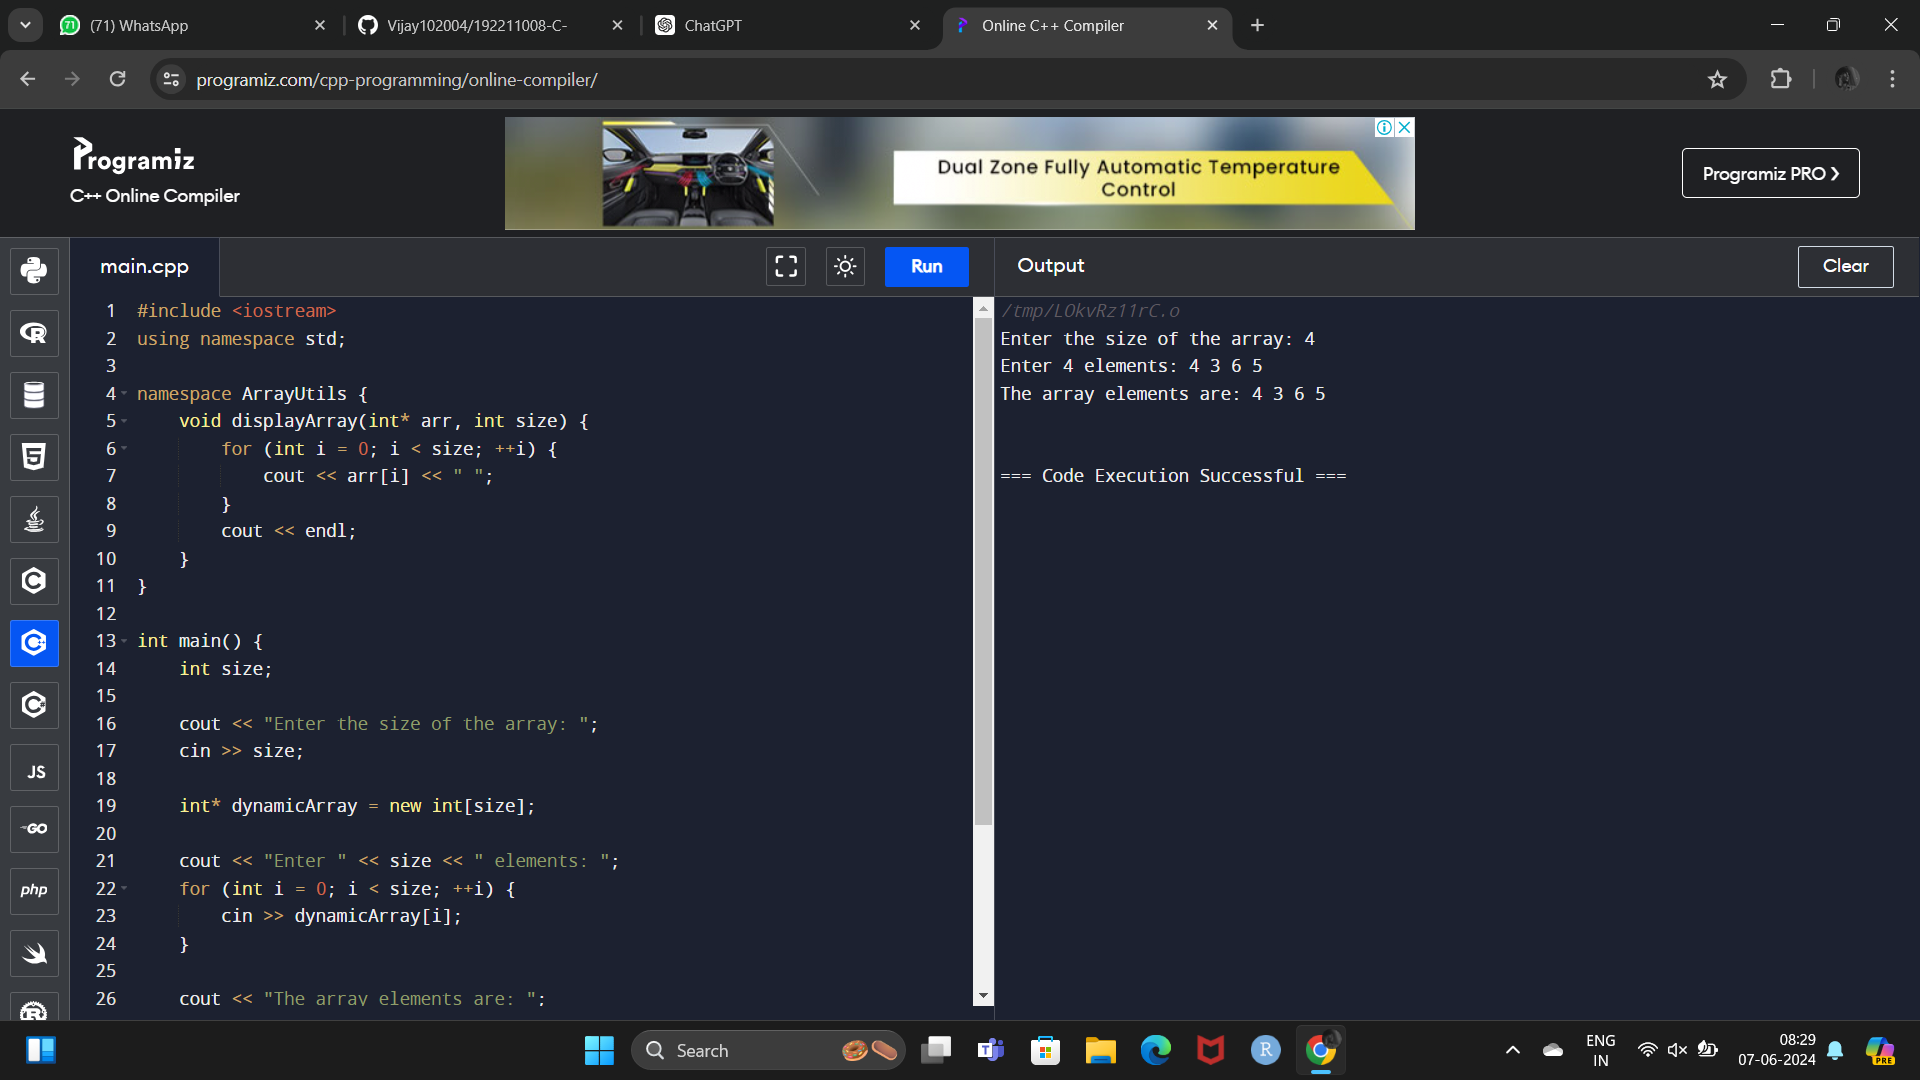 (71) WhatsApp
Vijay102004/192211008-C-
ChatGPT
Online C++ Compiler
programiz.com/cpp-programming/online-compiler/
Programiz
C++ Online Compiler
Dual Zone Fully Automatic Temperature
Control
Programiz PRO
main.cpp
Run
Output
Clear
1 #include <iostream>
2 using namespace std;
3
4 namespace ArrayUtils {
5 void displayArray(int* arr, int size) {
6 for (int i = 0; i < size; ++i) {
7 cout << arr[i] << " ";
8 }
9 cout << endl;
10 }
11 }
12
13 int main() {
14 int size;
15
16 cout << "Enter the size of the array: ";
17 cin >> size;
18
19 int* dynamicArray = new int[size];
20
21 cout << "Enter " << size << " elements: ";
22 for (int i = 0; i < size; ++i) {
23 cin >> dynamicArray[i];
24 }
25
26 cout << "The array elements are: ";
/tmp/LOkvRz11rC.o
Enter the size of the array: 4
Enter 4 elements: 4 3 6 5
The array elements are: 4 3 6 5
=== Code Execution Successful ===
JS
GO
php
Search
ENG
IN
08:29
07-06-2024
PRE